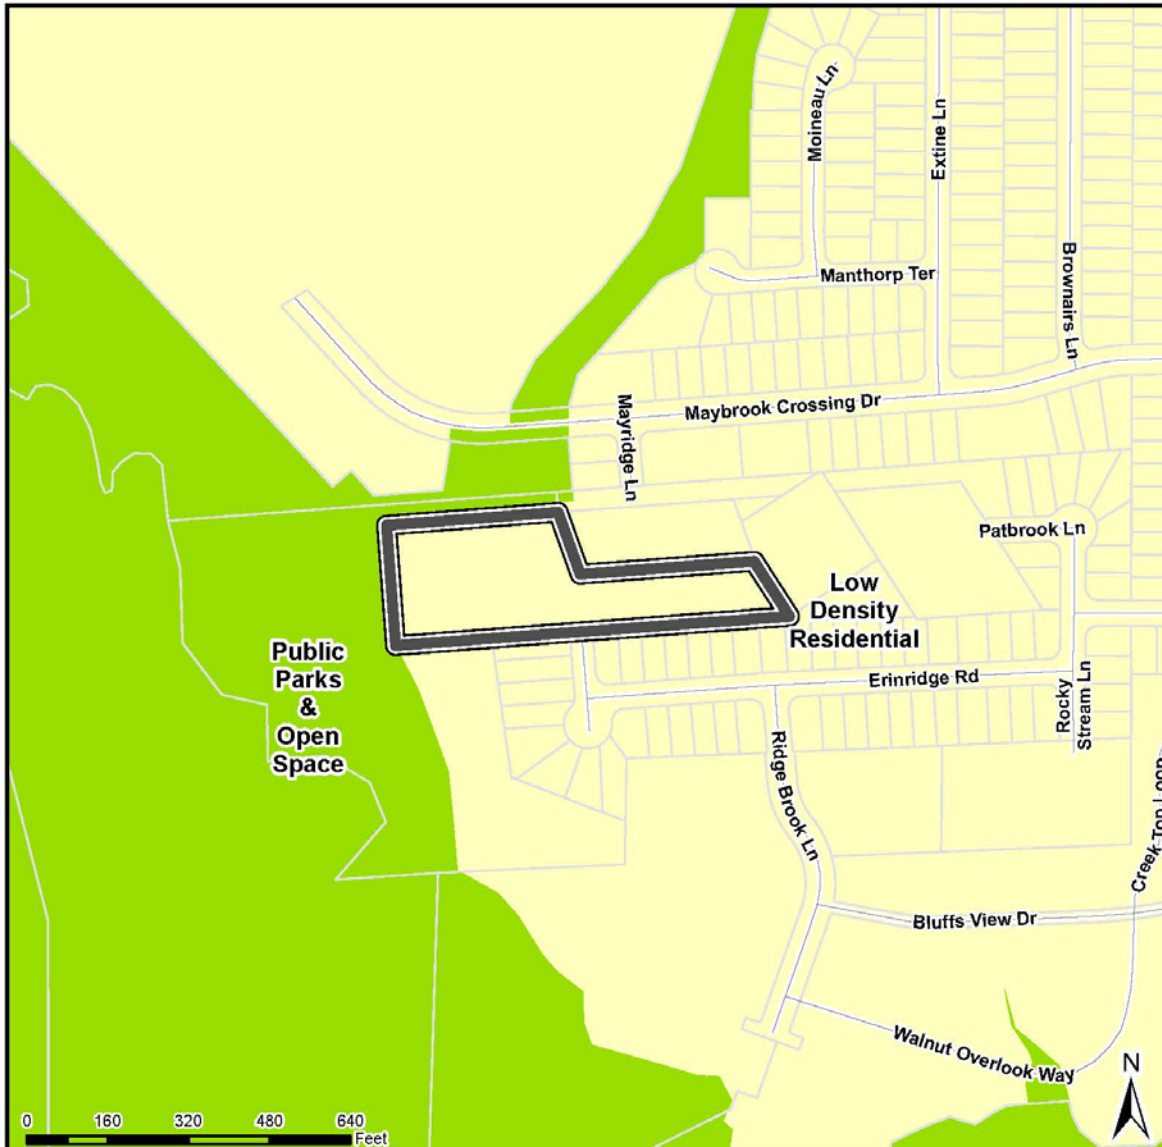 Moineau Ln
Extine Ln
Brownairs Ln
Manthorp Ter
Maybrook Crossing Dr
Mayridge Ln
Patbrook Ln
Low
Density
Residential
Public
Parks
&
Open
Space
Erinridge Rd
Rocky
Stream Ln
Ridge Brook Ln
Creek Top Loop
Bluffs View Dr
Walnut Overlook Way
N
0 160 320 480 640
Feet